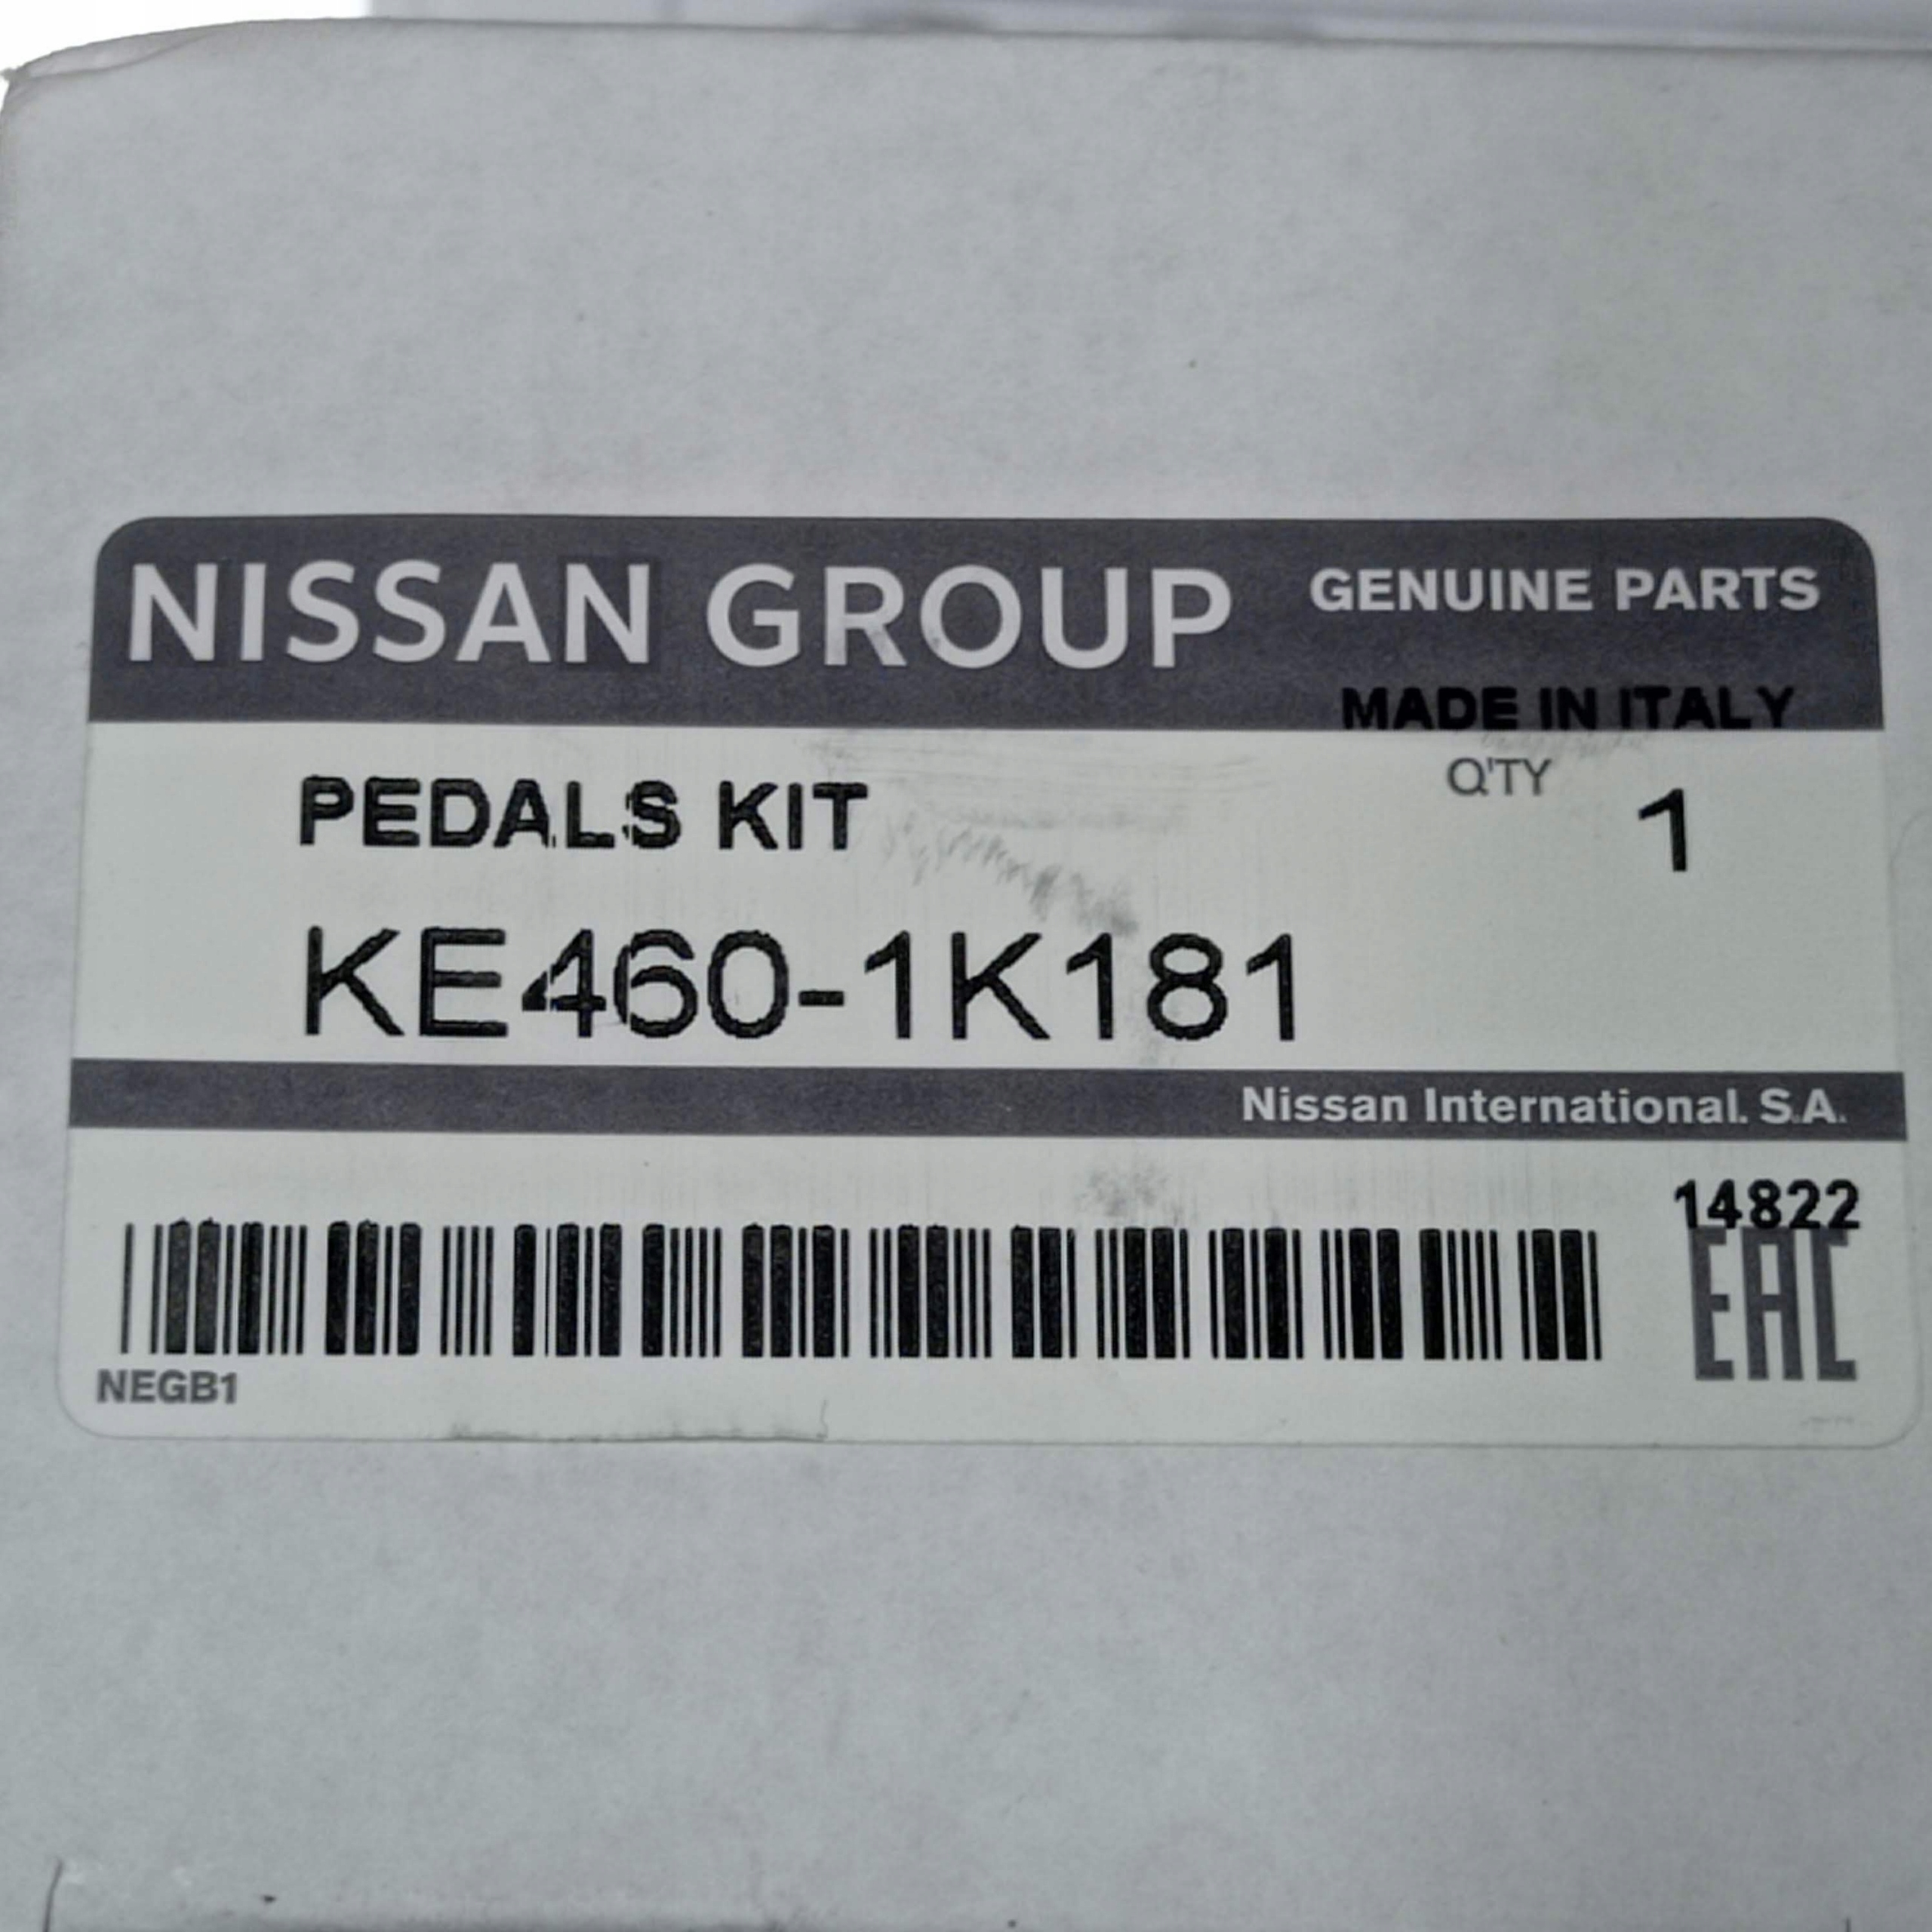 NISSAN GROUP GENUINE PARTS
MADE IN ITALY
PEDALS KIT Q'TY 1
KE460-1K181
Nissan International. S.A.
14822
EAC
NEGB1